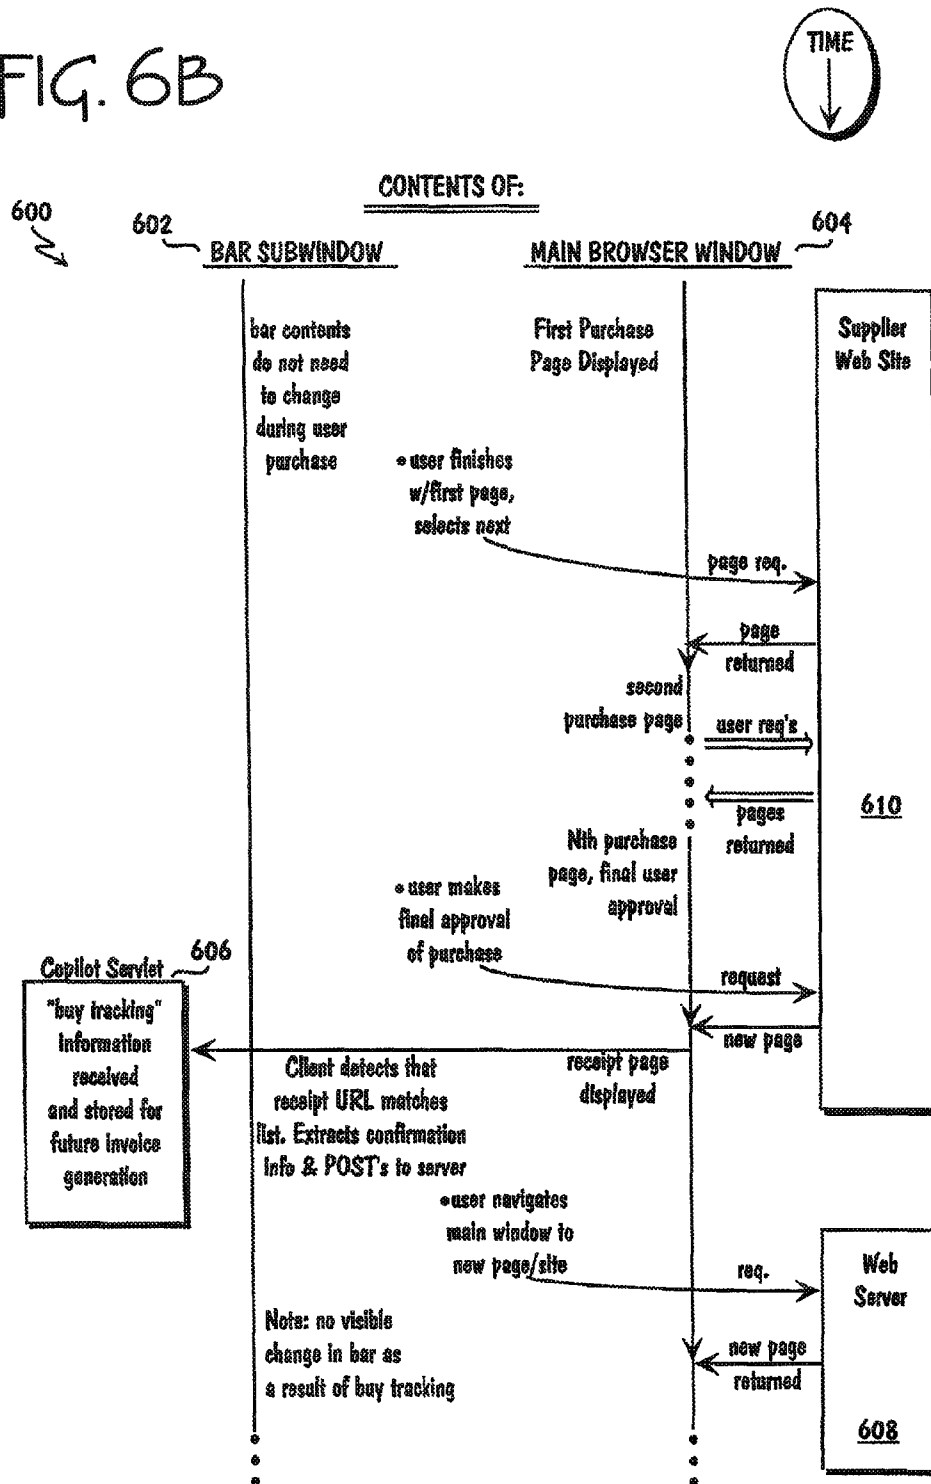 FIG. 6B
TIME
CONTENTS OF:
600
602
BAR SUBWINDOW
MAIN BROWSER WINDOW
604
bar contents
do not need
to change
during user
purchase
First Purchase
Page Displayed
Supplier
Web Site
• user finishes
w/first page,
selects next
page req.
page
returned
second
purchase page
user req's
pages
returned
610
Nth purchase
page, final user
approval
• user makes
final approval
of purchase
request
new page
Copilot Servlet
606
"buy tracking"
information
received
and stored for
future invoice
generation
receipt page
displayed
Client detects that
receipt URL matches
list. Extracts confirmation
info & POST's to server
• user navigates
main window to
new page/site
req.
Web
Server
new page
returned
Note: no visible
change in bar as
a result of buy tracking
608